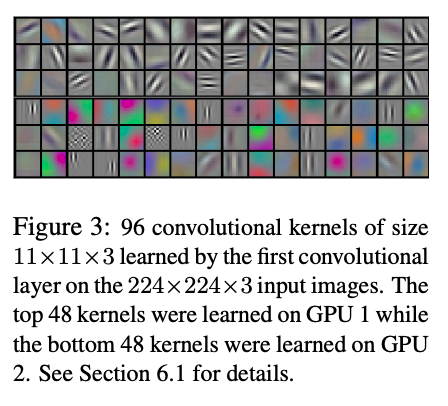 Figure 3: 96 convolutional kernels of size
11×11×3 learned by the first convolutional
layer on the 224×224×3 input images. The
top 48 kernels were learned on GPU 1 while
the bottom 48 kernels were learned on GPU
2. See Section 6.1 for details.